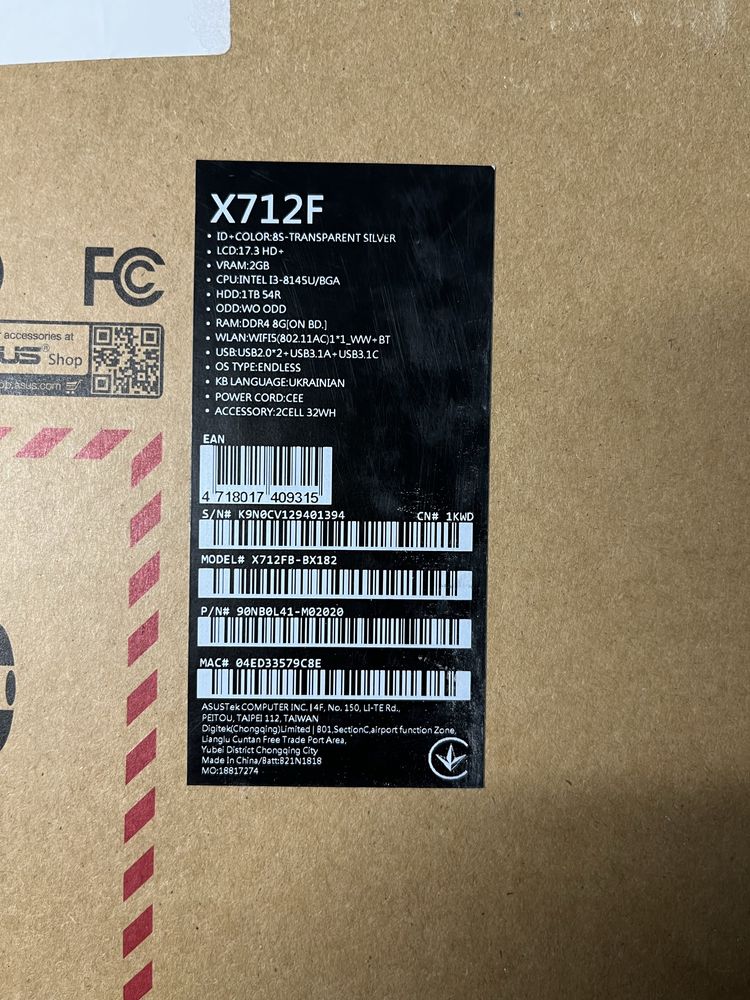 FC
accessories at
US® Shop
.asus.com
X712F
• ID+COLOR:8S-TRANSPARENT SILVER
• LCD:17.3 HD+
• VRAM:2GB
• CPU:INTEL I3-8145U/BGA
• HDD:1TB 54R
• ODD:WO ODD
• RAM:DDR4 8G[ON BD.]
• WLAN:WIFI5(802.11AC)1*1_WW+BT
• USB:USB2.0*2+USB3.1A+USB3.1C
• OS TYPE:ENDLESS
• KB LANGUAGE:UKRAINIAN
• POWER CORD:CEE
• ACCESSORY:2CELL 32WH
EAN
4 718017 409315
S/N# K9N0CV129401394 CN# 1KWD
MODEL# X712FB-BX182
P/N# 90NB0L41-M02020
MAC# 04ED33579C8E
ASUSTeK COMPUTER INC. | 4F, No. 150, LI-TE Rd.,
PEITOU, TAIPEI 112, TAIWAN
Digitek(Chongqing)Limited | B01,SectionC,airport function Zone,
Lianglu Cuntan Free Trade Port Area,
Yubei District Chongqing City
Made In China/Batt:B21N1818
MO:18817274